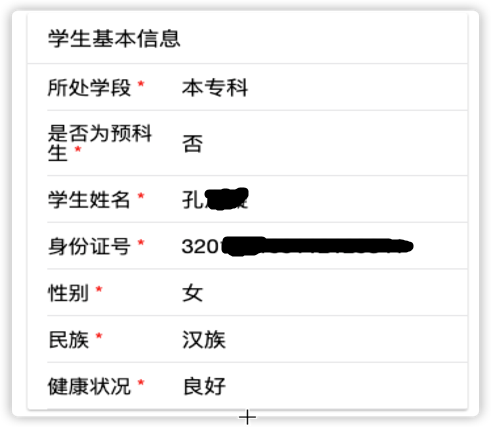 学生基本信息
所处学段 * 本专科
是否为预科
生 * 否
学生姓名 * 孔
身份证号 * 320
性别 * 女
民族 * 汉族
健康状况 * 良好